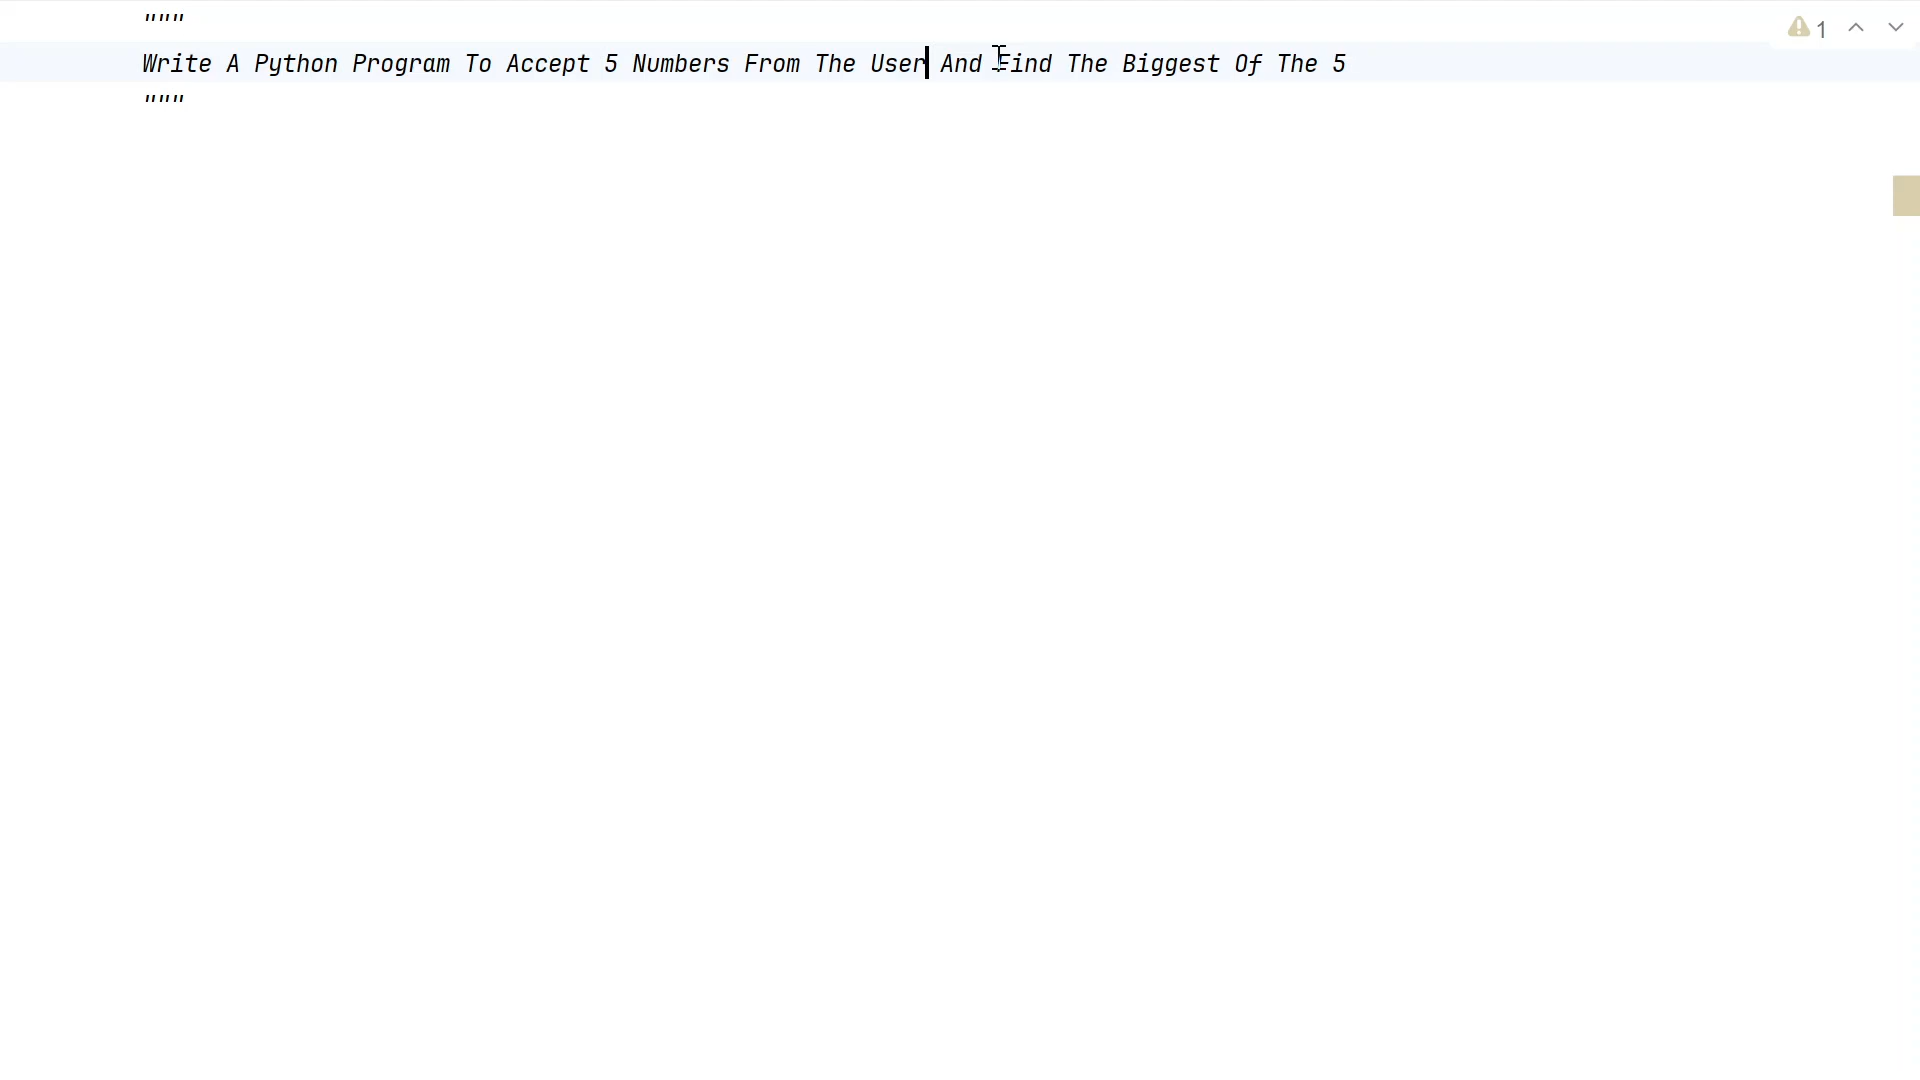 """
1
Write A Python Program To Accept 5 Numbers From The User And Find The Biggest Of The 5
"""